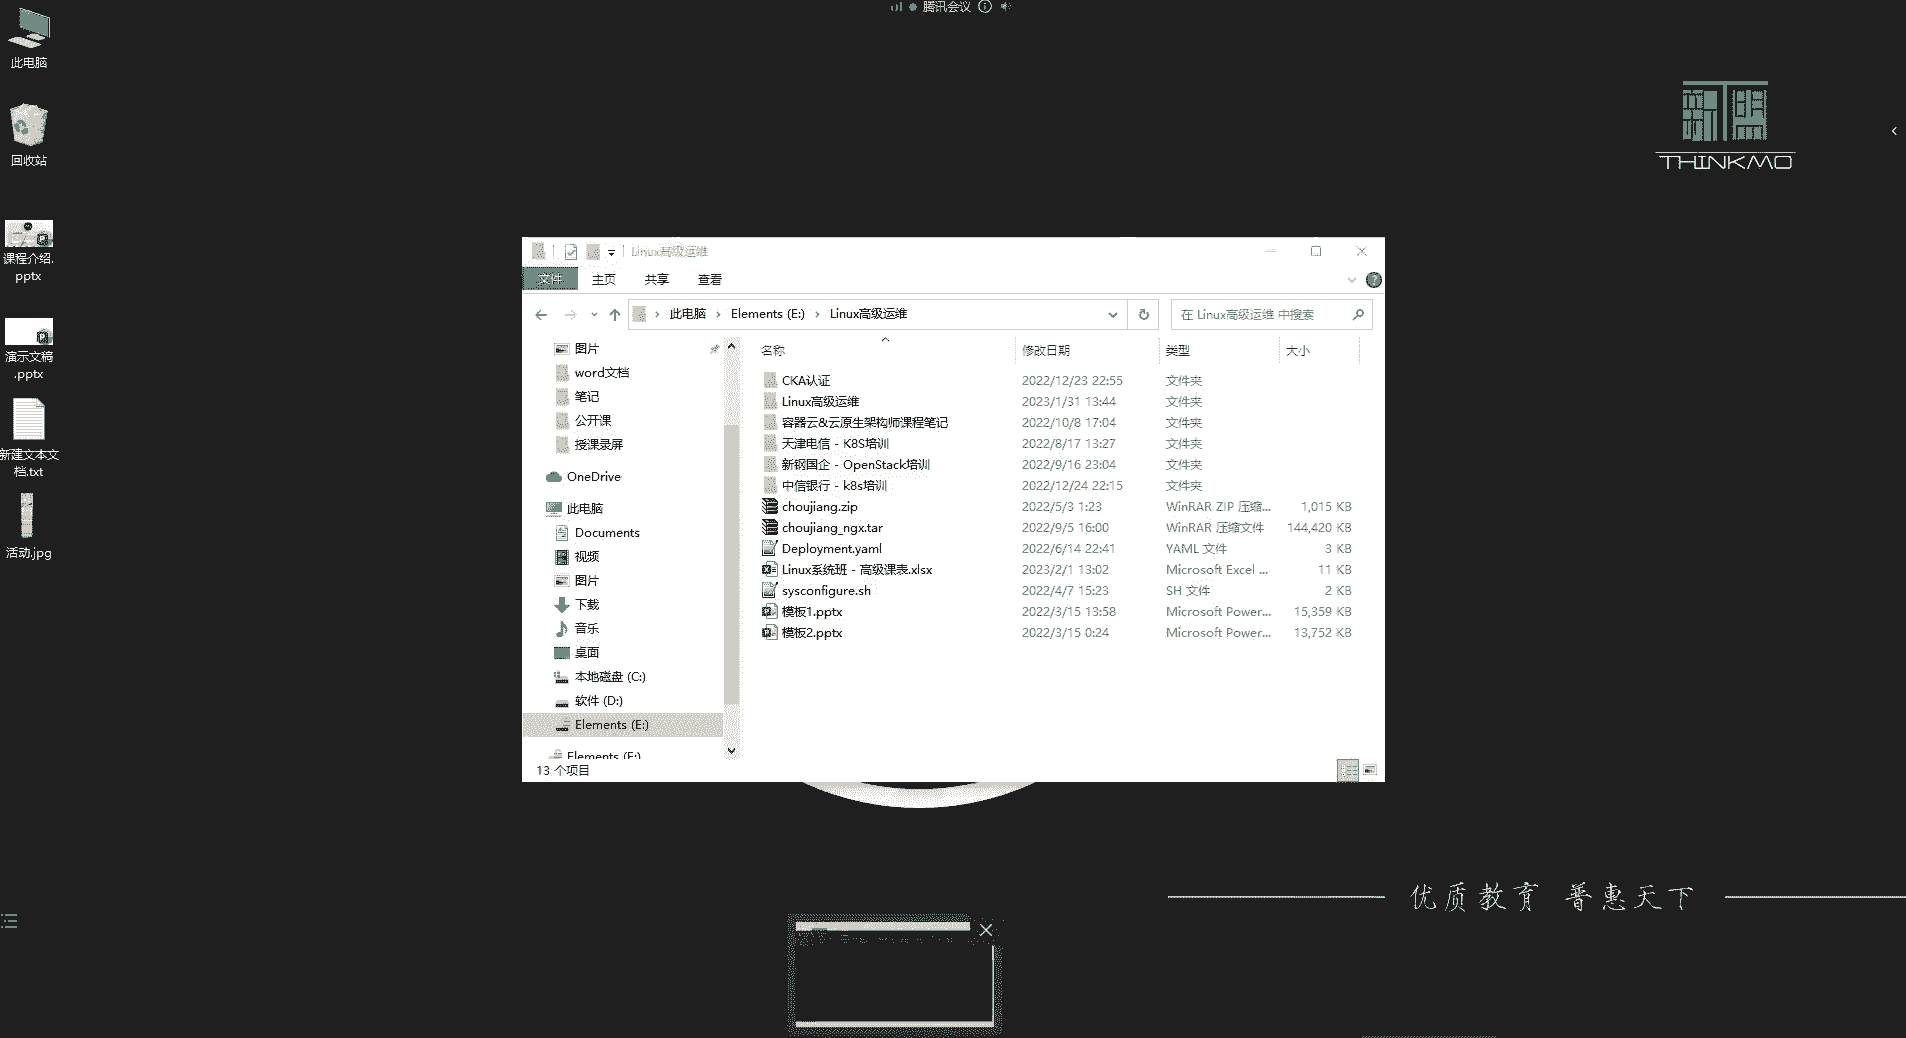 腾讯会议
此电脑
回收站
课程介绍.
pptx
演示文稿
.pptx
新建文本文
档.txt
活动.jpg
THINKMO
Linux高级运维
文件 主页 共享 查看
此电脑 › Elements (E:) › Linux高级运维
在 Linux高级运维 中搜索
图片
word文档
笔记
公开课
授课录屏
OneDrive
此电脑
Documents
视频
图片
下载
音乐
桌面
本地磁盘 (C:)
软件 (D:)
Elements (E:)
Elements (E:)
名称 修改日期 类型 大小
CKA认证 2022/12/23 22:55 文件夹
Linux高级运维 2023/1/31 13:44 文件夹
容器云&云原生架构师课程笔记 2022/10/8 17:04 文件夹
天津电信 - K8S培训 2022/8/17 13:27 文件夹
新钢国企 - OpenStack培训 2022/9/16 23:04 文件夹
中信银行 - k8s培训 2022/12/24 22:15 文件夹
choujiang.zip 2022/5/3 1:23 WinRAR ZIP 压缩... 1,015 KB
choujiang_ngx.tar 2022/9/5 16:00 WinRAR 压缩文件 144,420 KB
Deployment.yaml 2022/6/14 22:41 YAML 文件 3 KB
Linux系统班 - 高级课表.xlsx 2023/2/1 13:02 Microsoft Excel ... 11 KB
sysconfigure.sh 2022/4/7 15:23 SH 文件 2 KB
模板1.pptx 2022/3/15 13:58 Microsoft Power... 15,359 KB
模板2.pptx 2022/3/15 0:24 Microsoft Power... 13,752 KB
13 个项目
优质教育 普惠天下